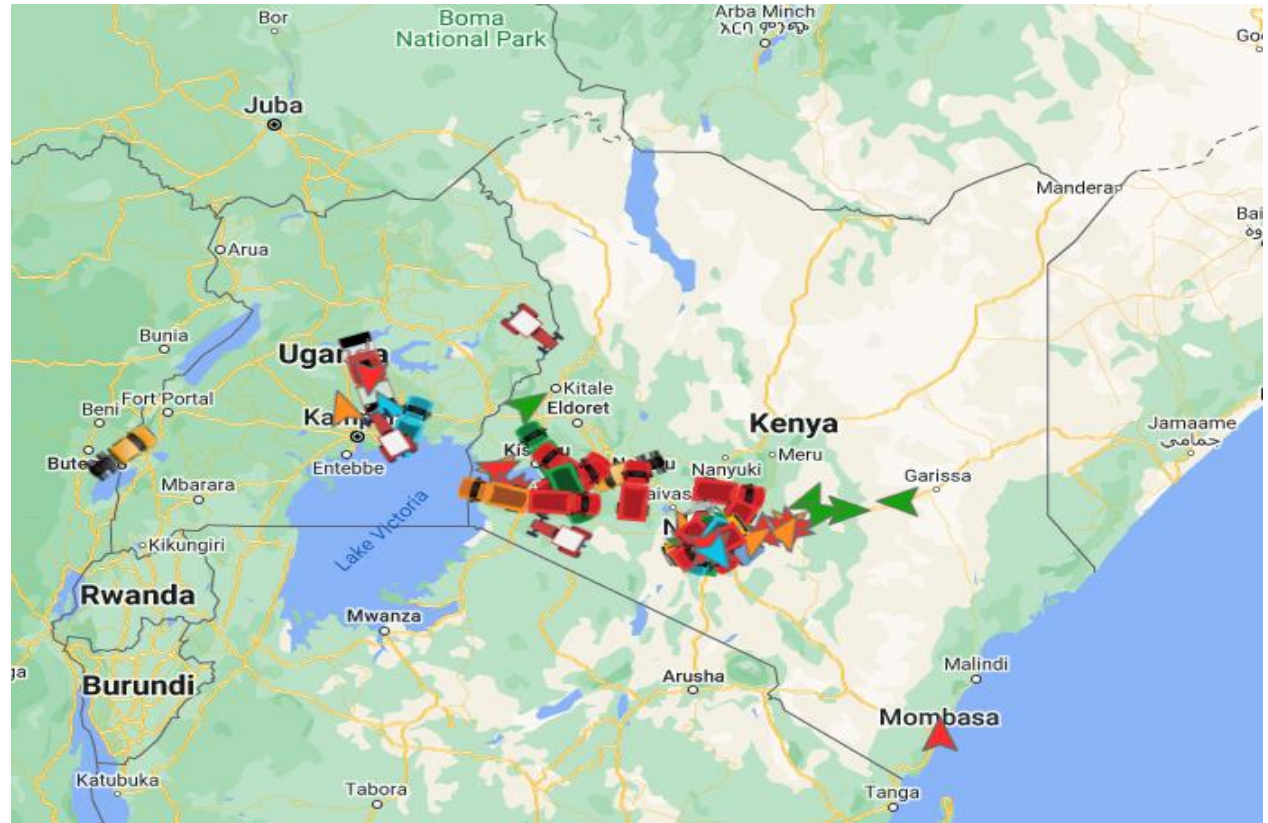 Bor
Boma
National Park
Arba Minch
አርባ ምንጭ
Juba
Mandera
Arua
Bunia
Uganda
Kitale
Beni
Fort Portal
Eldoret
Kenya
Jamaame
جمامي
Nanyuki
Meru
Entebbe
Garissa
Mbarara
Kikungiri
Lake Victoria
Rwanda
Mwanza
Burundi
Arusha
Malindi
Mombasa
Katubuka
Tabora
Tanga